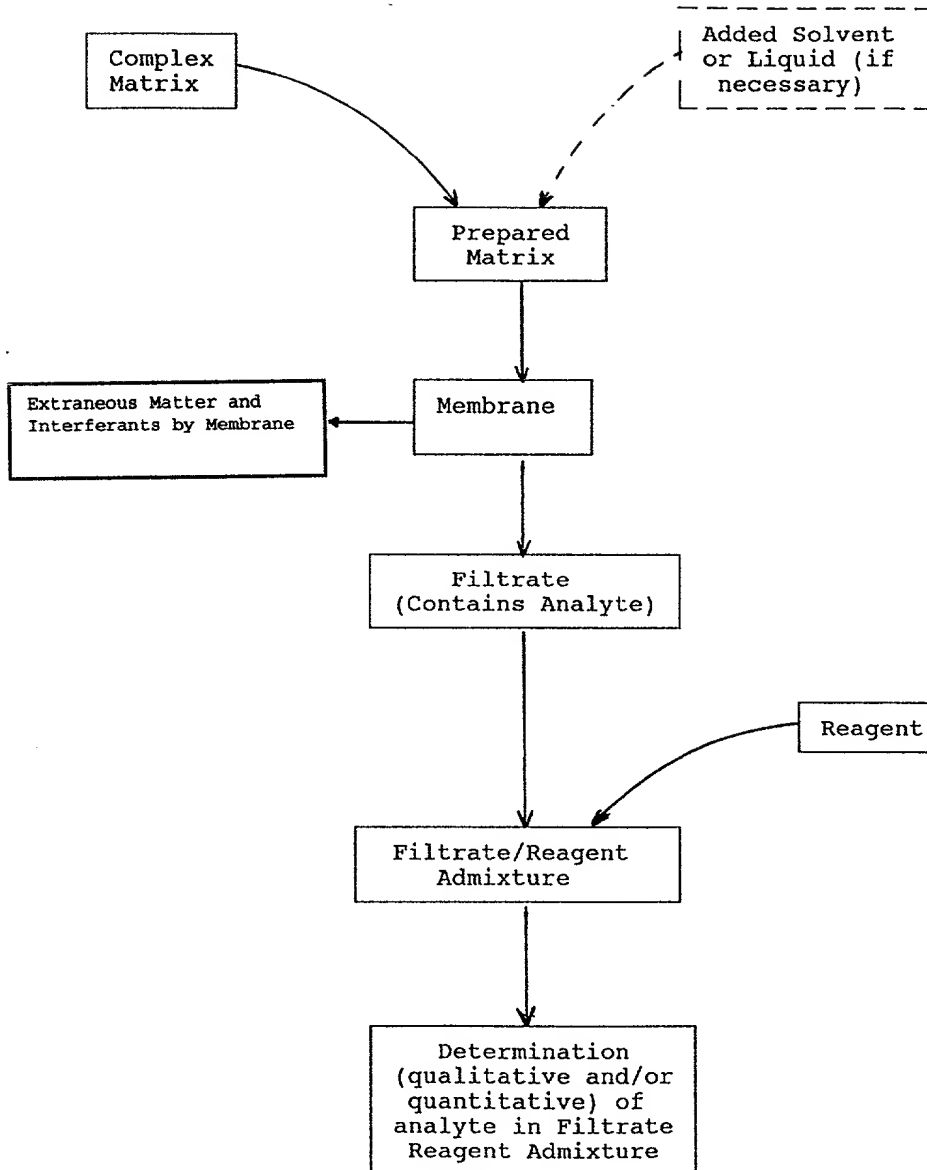 Complex
Matrix
Added Solvent
or Liquid (if
necessary)
Prepared
Matrix
Membrane
Extraneous Matter and
Interferants by Membrane
Filtrate
(Contains Analyte)
Reagent
Filtrate/Reagent
Admixture
Determination
(qualitative and/or
quantitative) of
analyte in Filtrate
Reagent Admixture